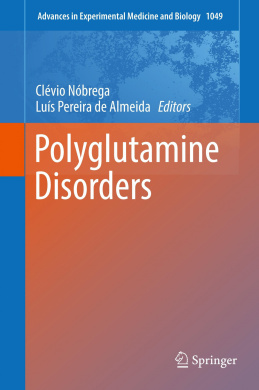 Advances in Experimental Medicine and Biology 1049
Clévio Nóbrega
Luís Pereira de Almeida Editors
Polyglutamine
Disorders
Springer